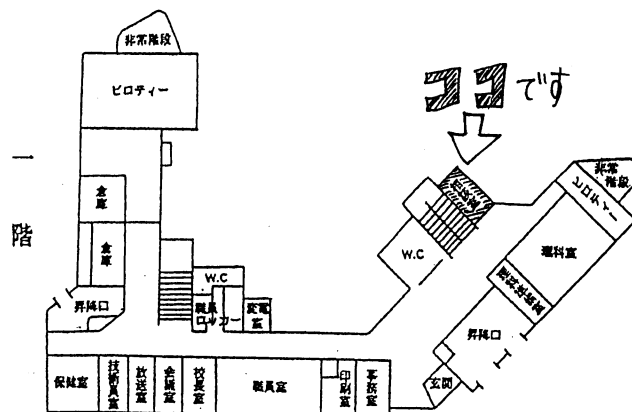 非常階段
ピロティー
ココです
一階
倉庫
倉庫
昇降口
W.C
職員
ロッカー
変電室
保健室
技術員室
放送室
会議室
校長室
職員室
印刷室
事務室
玄関
昇降口
W.C
理科室
ピロティー
非常階段